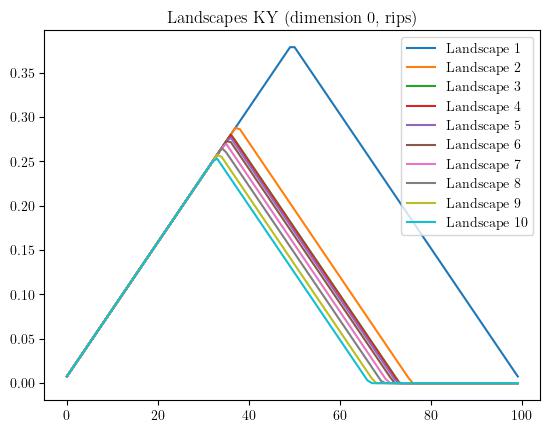 Landscapes KY (dimension 0, rips)
Landscape 1
Landscape 2
Landscape 3
Landscape 4
Landscape 5
Landscape 6
Landscape 7
Landscape 8
Landscape 9
Landscape 10
0.35
0.30
0.25
0.20
0.15
0.10
0.05
0.00
0 20 40 60 80 100